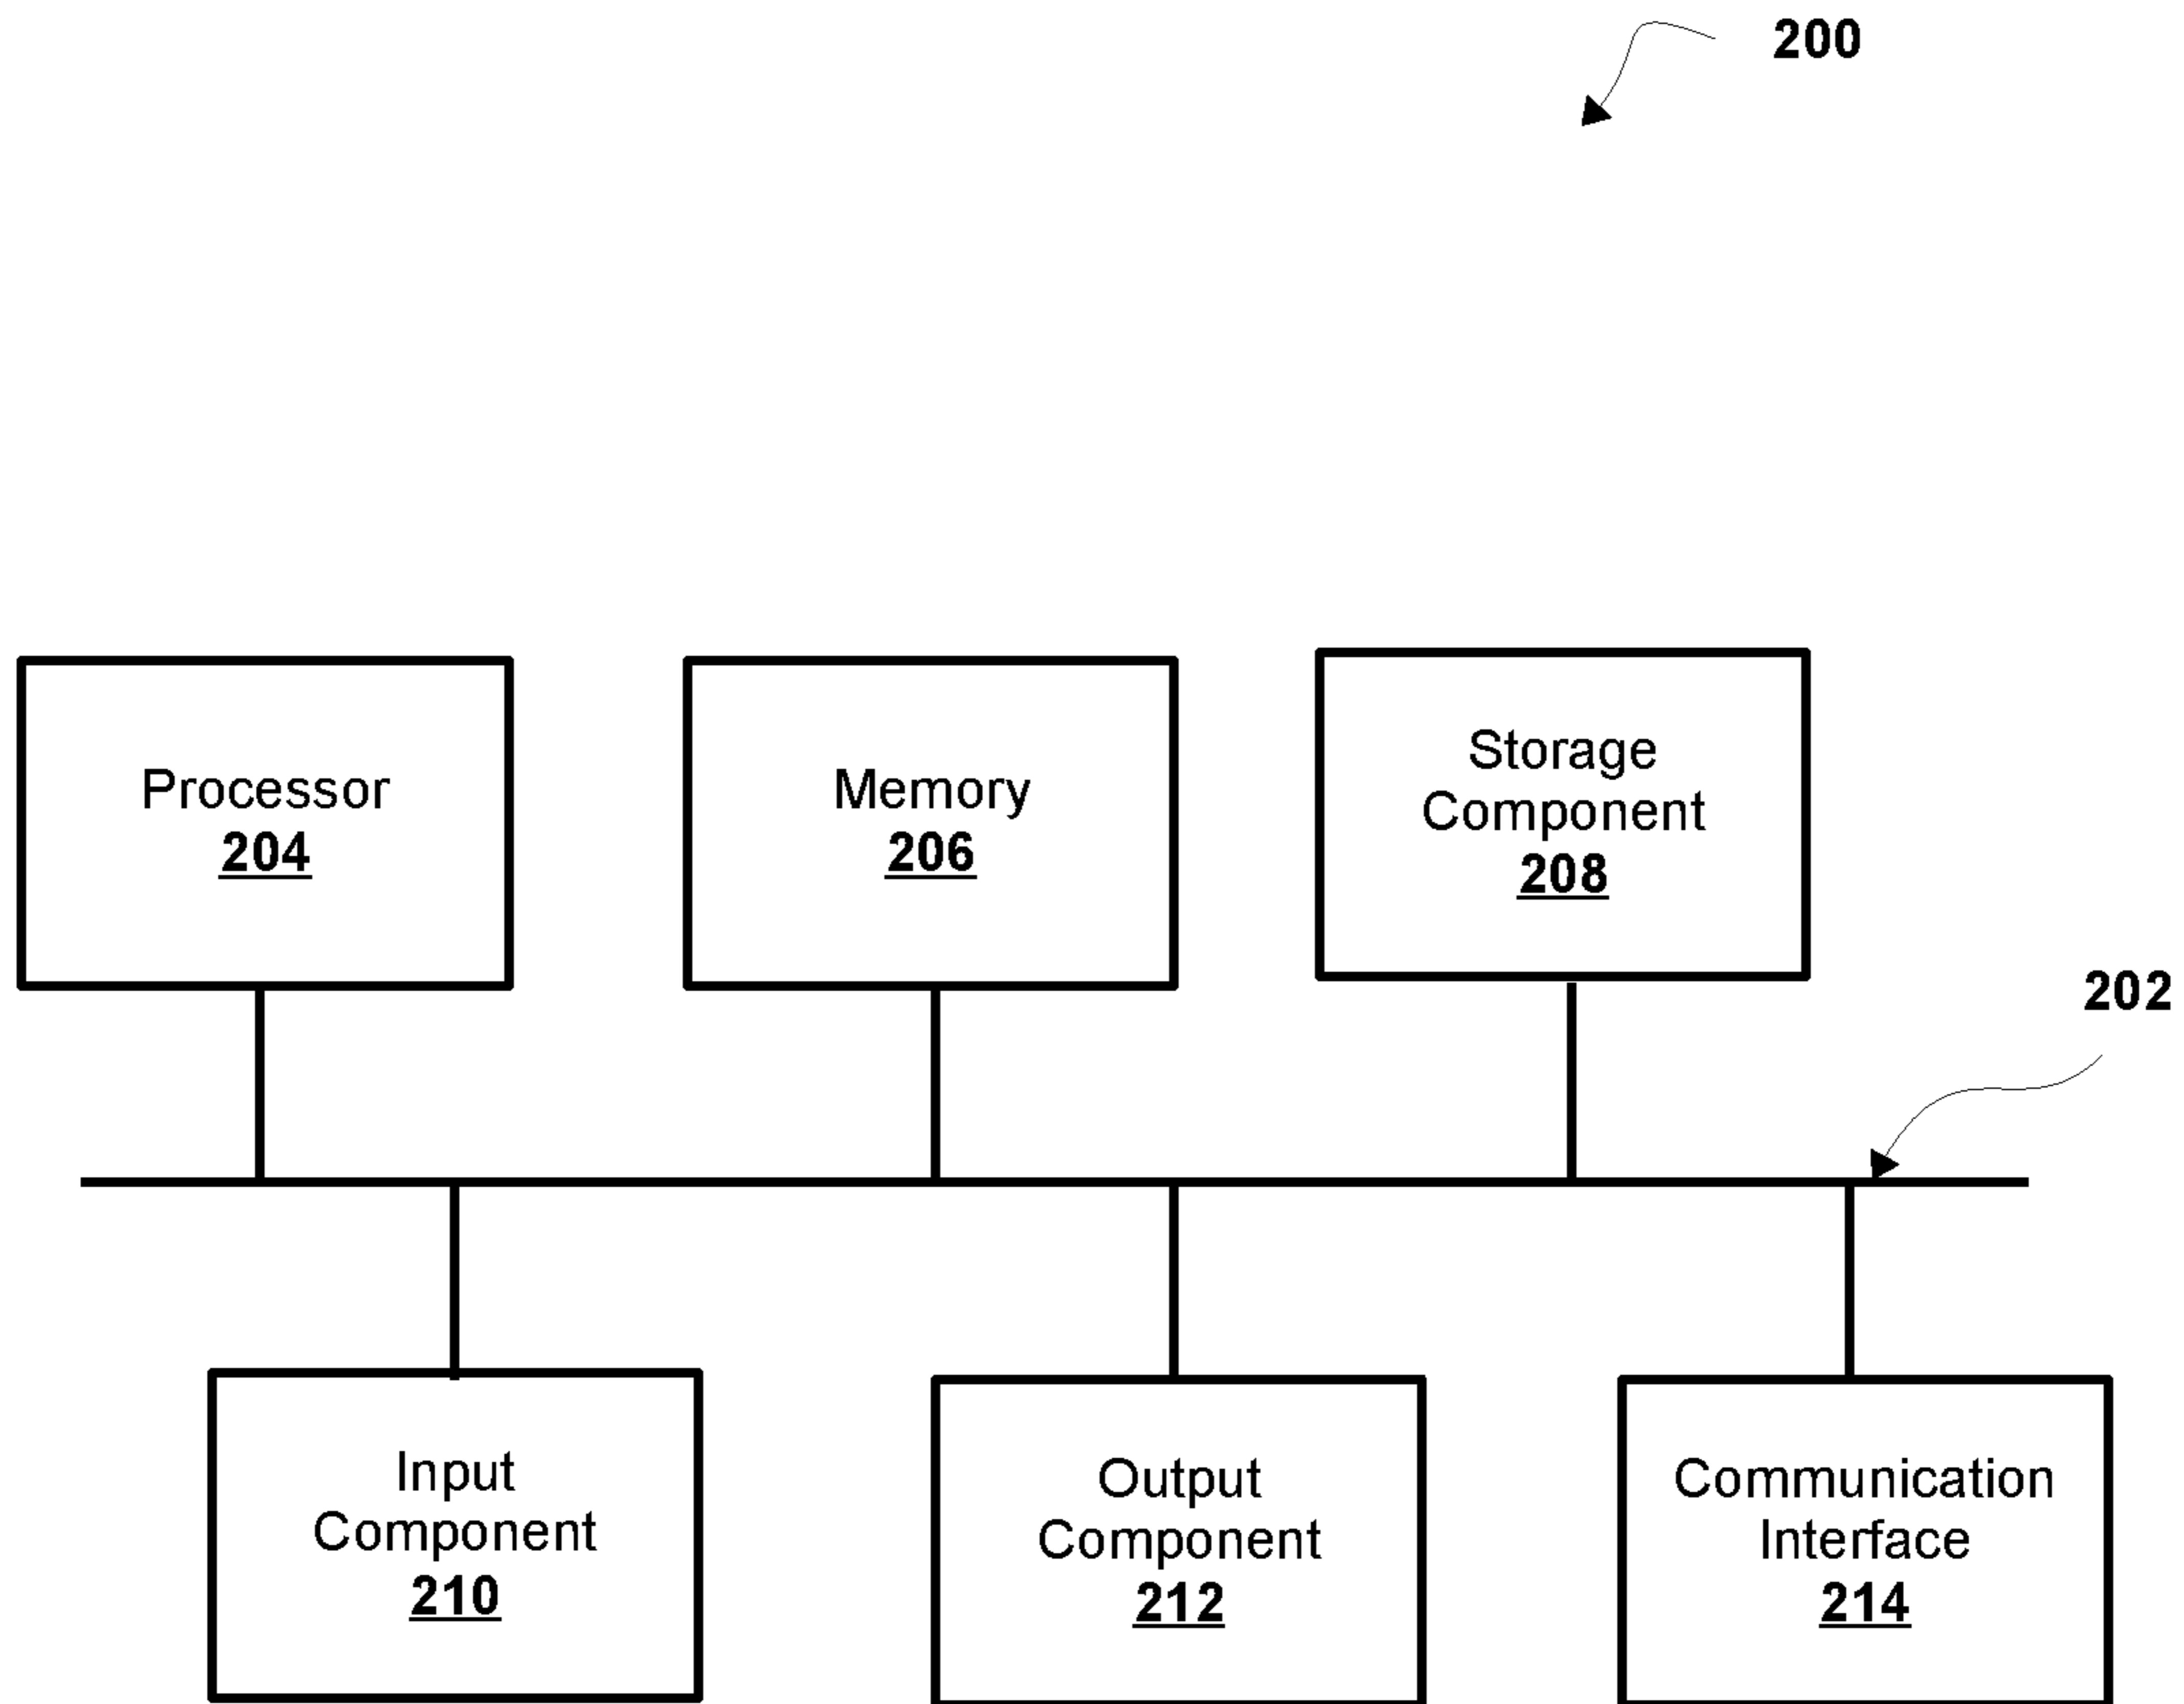 200
Processor
204
Memory
206
Storage
Component
208
202
Input
Component
210
Output
Component
212
Communication
Interface
214